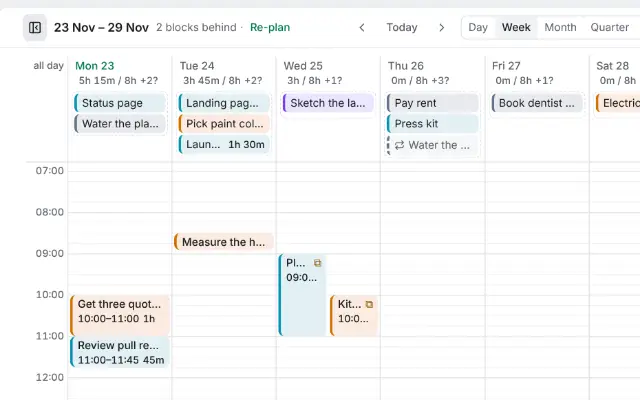 23 Nov – 29 Nov 2 blocks behind · Re-plan
Today
Day Week Month Quarter
all day
Mon 23
5h 15m / 8h +2?
Tue 24
3h 45m / 8h +2?
Wed 25
3h / 8h +1?
Thu 26
0m / 8h +3?
Fri 27
0m / 8h +1?
Sat 28
0m / 8h
Status page
Water the pla...
Landing pag...
Pick paint col...
Laun... 1h 30m
Sketch the la...
Pay rent
Press kit
Water the ...
Book dentist ...
Electric
07:00
08:00
09:00
10:00
11:00
12:00
Get three quot...
10:00–11:00 1h
Review pull re...
11:00–11:45 45m
Measure the h...
Pl...
09:0...
Kit...
10:0...